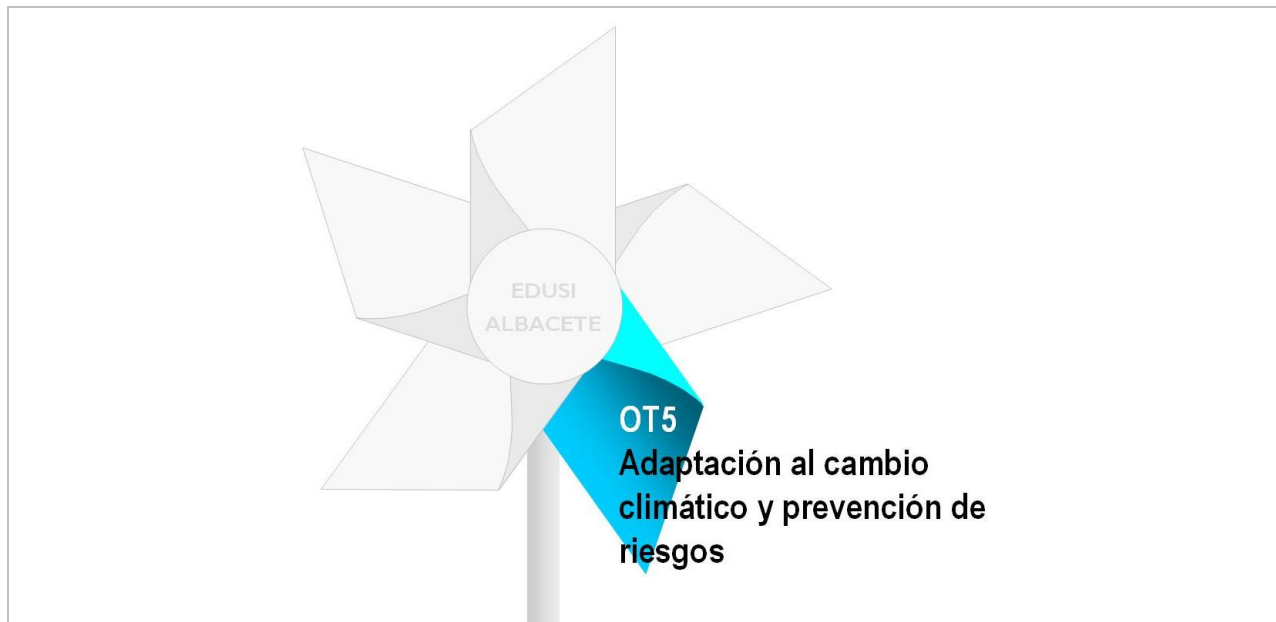 EDUSI
ALBACETE
OT5
Adaptación al cambio
climático y prevención de
riesgos